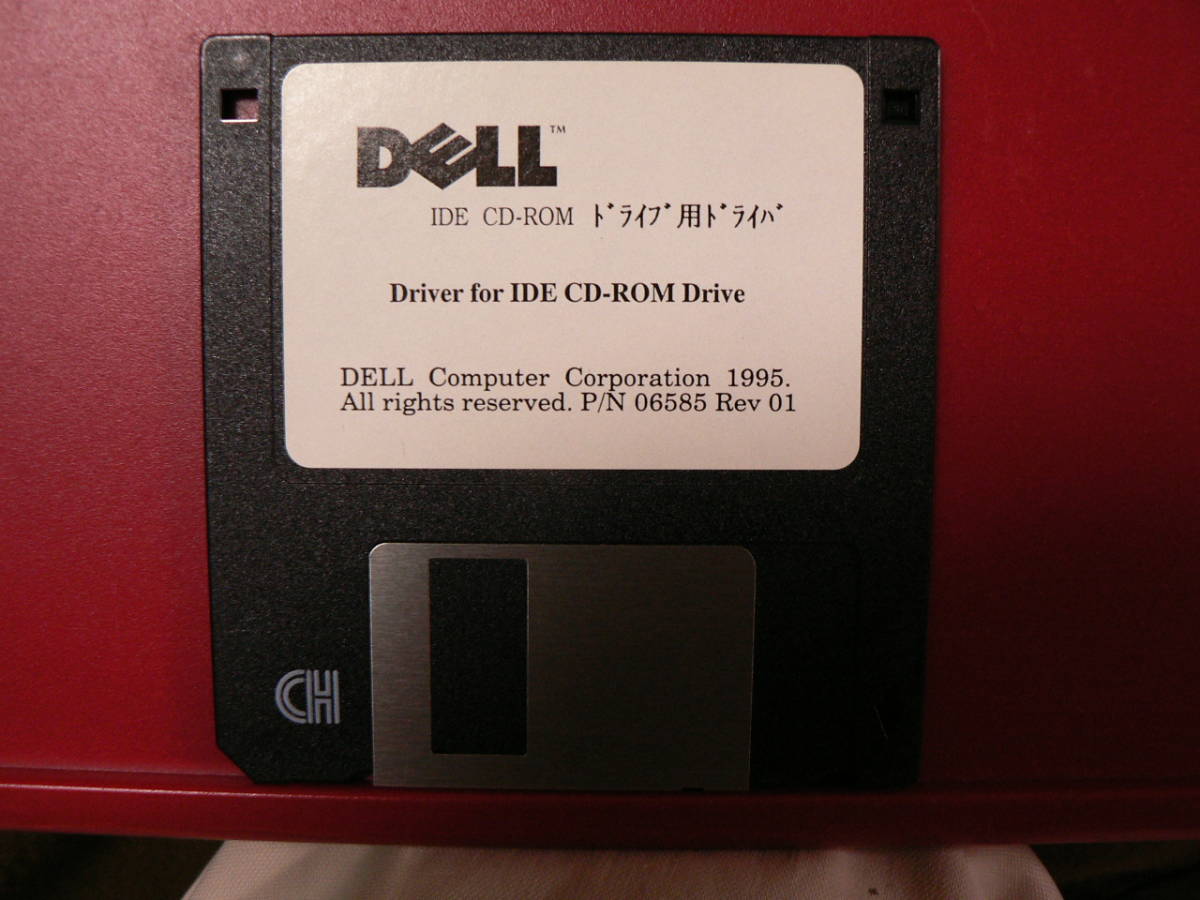 DELL™
IDE CD-ROM ﾄﾞﾗｲﾌﾞ用ﾄﾞﾗｲﾊﾞ
Driver for IDE CD-ROM Drive
DELL Computer Corporation 1995.
All rights reserved. P/N 06585 Rev 01
CH